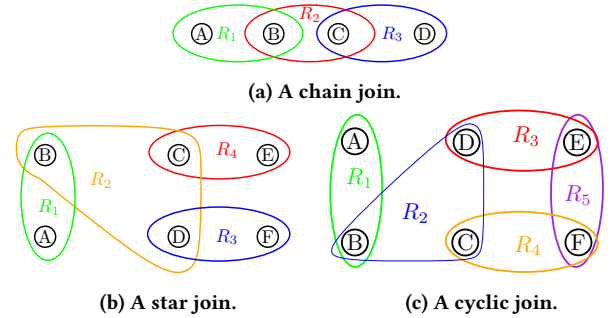 A R₁ B R₂ C R₃ D
(a) A chain join.
B C R₄ E
R₂
R₁
A D R₃ F
(b) A star join.
A D R₃ E
R₁ R₂ R₅
B C R₄ F
(c) A cyclic join.